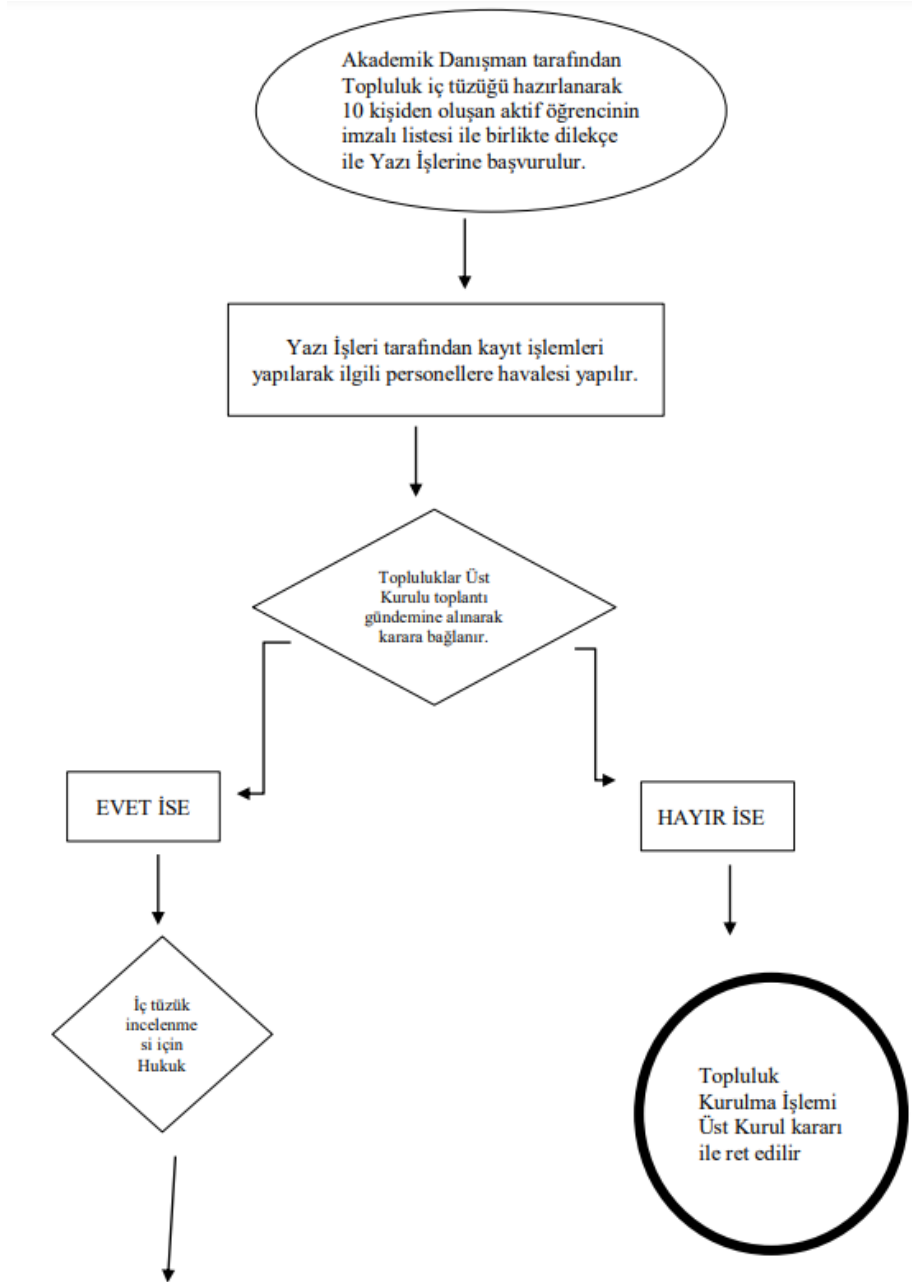 Akademik Danışman tarafından
Topluluk iç tüzüğü hazırlanarak
10 kişiden oluşan aktif öğrencinin
imzalı listesi ile birlikte dilekçe
ile Yazı İşlerine başvurulur.
Yazı İşleri tarafından kayıt işlemleri
yapılarak ilgili personellere havalesi yapılır.
Topluluklar Üst
Kurulu toplantı
gündemine alınarak
karara bağlanır.
EVET İSE
HAYIR İSE
İç tüzük
incelenme
si için
Hukuk
Topluluk
Kurulma İşlemi
Üst Kurul kararı
ile ret edilir